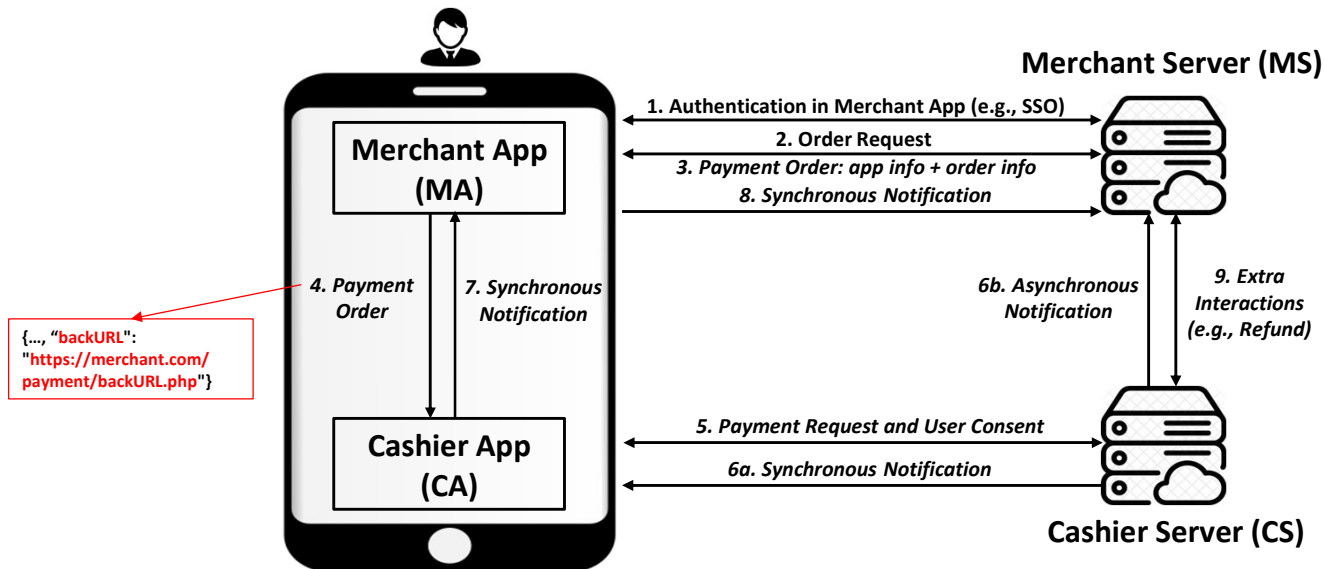 Merchant Server (MS)
1. Authentication in Merchant App (e.g., SSO)
2. Order Request
3. Payment Order: app info + order info
8. Synchronous Notification
Merchant App
(MA)
4. Payment
Order
7. Synchronous
Notification
6b. Asynchronous
Notification
9. Extra
Interactions
(e.g., Refund)
{…, “backURL":
"https://merchant.com/
payment/backURL.php"}
Cashier App
(CA)
5. Payment Request and User Consent
6a. Synchronous Notification
Cashier Server (CS)